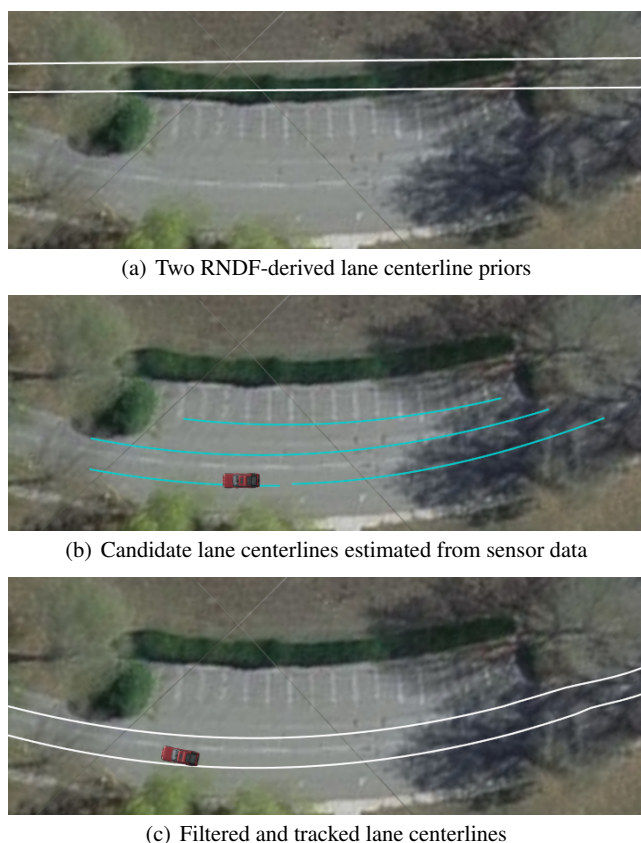 (a) Two RNDF-derived lane centerline priors
(b) Candidate lane centerlines estimated from sensor data
(c) Filtered and tracked lane centerlines